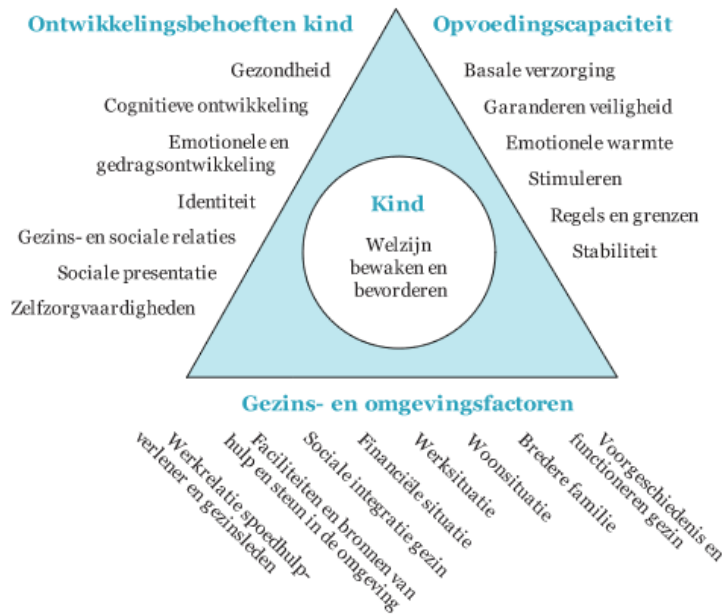 Ontwikkelingsbehoeften kind
Gezondheid
Cognitieve ontwikkeling
Emotionele en
gedragsontwikkeling
Identiteit
Gezins- en sociale relaties
Sociale presentatie
Zelfzorgvaardigheden
Opvoedingscapaciteit
Basale verzorging
Garanderen veiligheid
Emotionele warmte
Stimuleren
Regels en grenzen
Stabiliteit
Kind
Welzijn
bewaken en
bevorderen
Gezins- en omgevingsfactoren
Werkrelatie spoedhulp-
verlener en gezinsleden
Faciliteiten en bronnen van
hulp en steun in de omgeving
Sociale integratie gezin
Financiële situatie
Werksituatie
Woonsituatie
Bredere familie
Voorgeschiedenis en
functioneren gezin